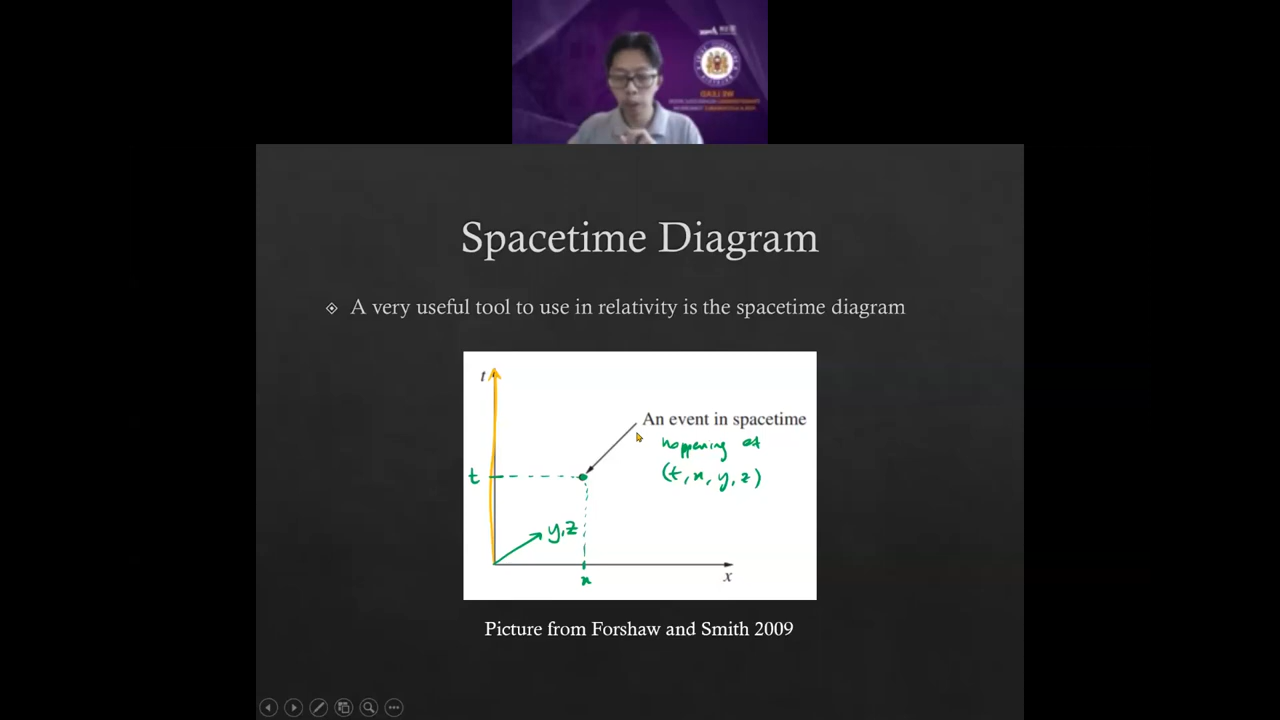 Spacetime Diagram
A very useful tool to use in relativity is the spacetime diagram
t
An event in spacetime
happening at
(t, x, y, z)
t
y, z
x
x
Picture from Forshaw and Smith 2009